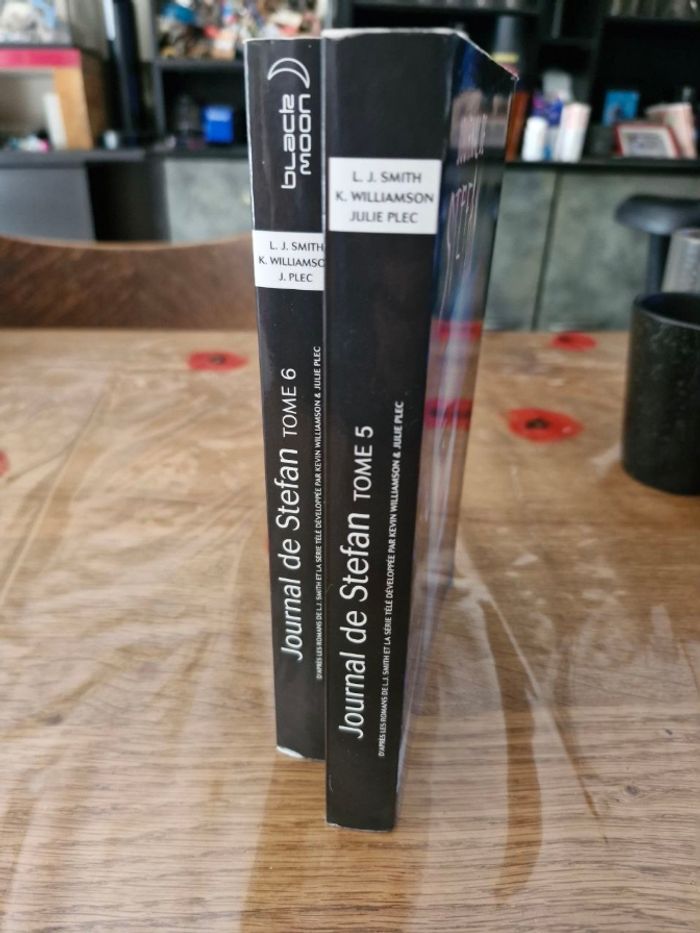 black
moon
L. J. SMITH
K. WILLIAMSO
J. PLEC
Journal de Stefan TOME 6
D'APRÈS LES ROMANS DE L.J. SMITH ET LA SÉRIE TÉLÉ DÉVELOPPÉE PAR KEVIN WILLIAMSON & JULIE PLEC
L. J. SMITH
K. WILLIAMSON
JULIE PLEC
Journal de Stefan TOME 5
D'APRÈS LES ROMANS DE L.J. SMITH ET LA SÉRIE TÉLÉ DÉVELOPPÉE PAR KEVIN WILLIAMSON & JULIE PLEC